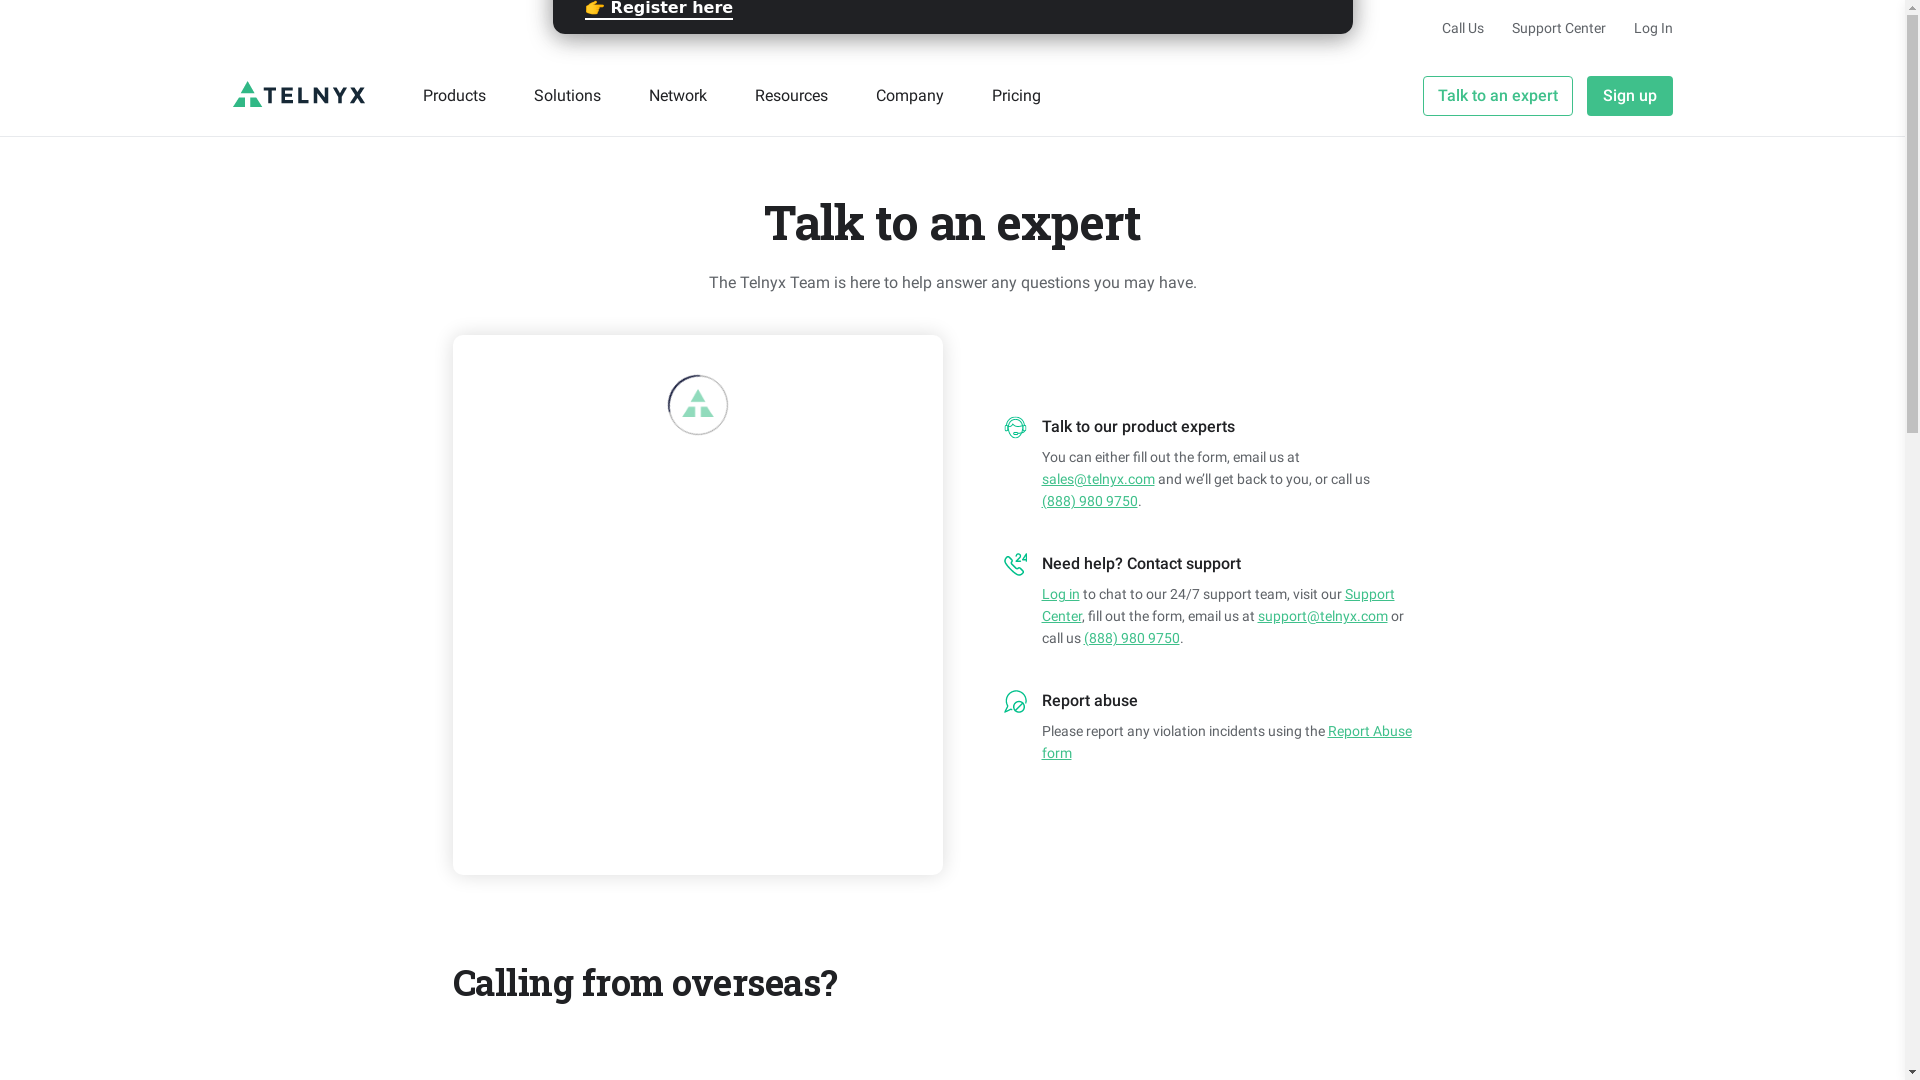 👉 Register here
Call Us
Support Center
Log In
TELNYX
Products
Solutions
Network
Resources
Company
Pricing
Talk to an expert
Sign up
Talk to an expert
The Telnyx Team is here to help answer any questions you may have.
Talk to our product experts
You can either fill out the form, email us at
sales@telnyx.com and we’ll get back to you, or call us
(888) 980 9750.
24
Need help? Contact support
Log in to chat to our 24/7 support team, visit our Support
Center, fill out the form, email us at support@telnyx.com or
call us (888) 980 9750.
Report abuse
Please report any violation incidents using the Report Abuse
form
Calling from overseas?